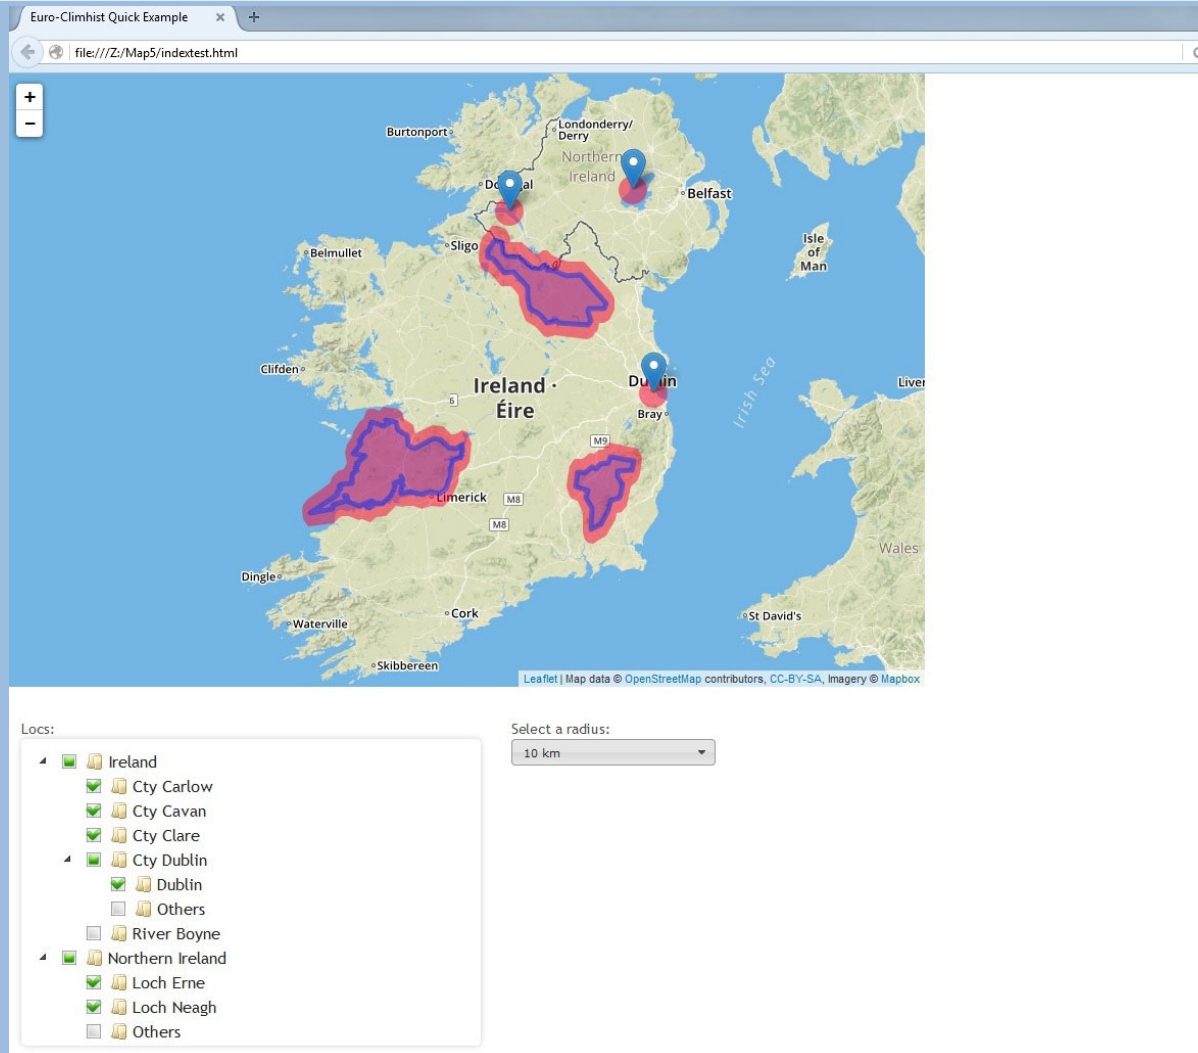 Euro-Climhist Quick Example × +
file:///Z:/Map5/indextest.html
+
−
Burtonport
Londonderry/
Derry
Northern
Ireland
Belfast
Sligo
Belmullet
Isle
of
Man
Clifden
Ireland
Éire
6
Bray
Irish Sea
M9
Limerick
M8
M8
Wales
Dingle
Cork
Waterville
St David's
Skibbereen
Leaflet | Map data © OpenStreetMap contributors, CC-BY-SA, Imagery © Mapbox
Locs:
Select a radius:
10 km
Ireland
Cty Carlow
Cty Cavan
Cty Clare
Cty Dublin
Dublin
Others
River Boyne
Northern Ireland
Loch Erne
Loch Neagh
Others